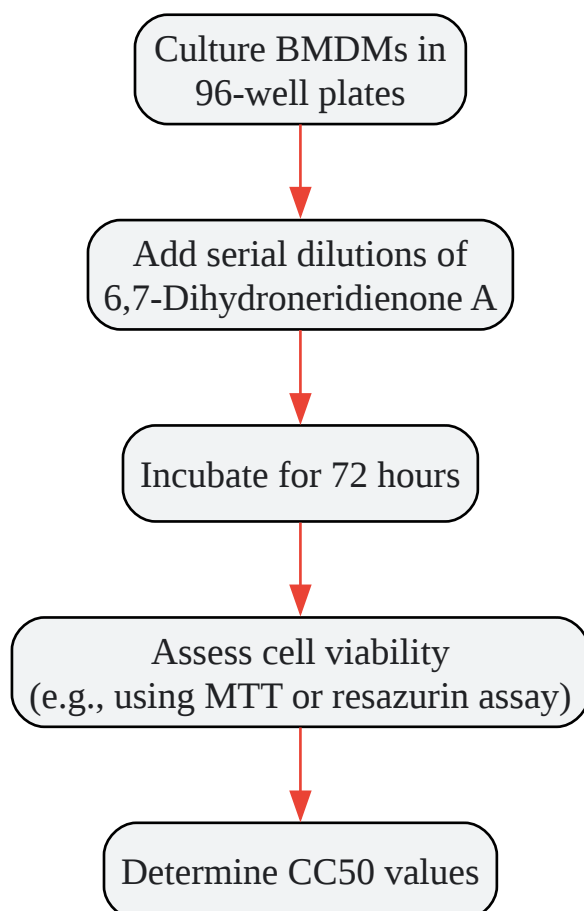 Culture BMDMs in
96-well plates
Add serial dilutions of
6,7-Dihydroneridienone A
Incubate for 72 hours
Assess cell viability
(e.g., using MTT or resazurin assay)
Determine CC50 values